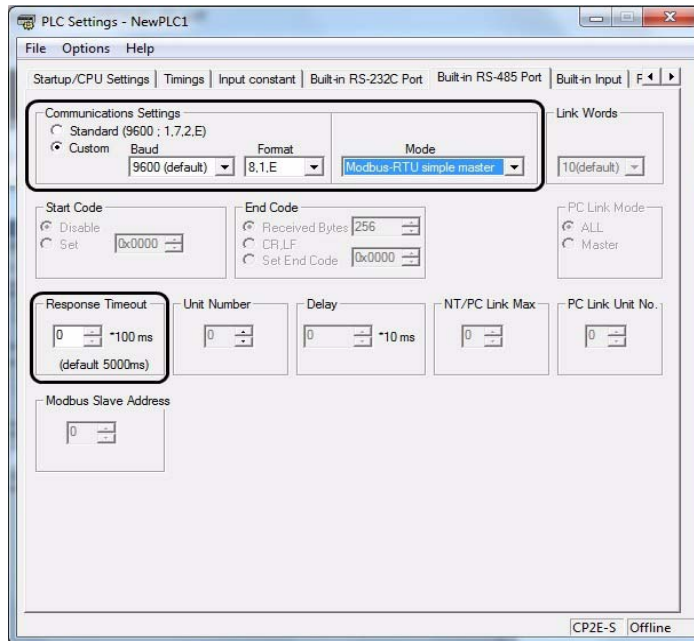 PLC Settings - NewPLC1
File Options Help
Startup/CPU Settings Timings Input constant Built-in RS-232C Port Built-in RS-485 Port Built-in Input F
Communications Settings
Standard (9600 ; 1,7,2,E)
Custom
Baud
9600 (default)
Format
8,1,E
Mode
Modbus-RTU simple master
Link Words
10(default)
Start Code
Disable
Set 0x0000
End Code
Received Bytes 256
CR,LF
Set End Code 0x0000
PC Link Mode
ALL
Master
Response Timeout
0 *100 ms
(default 5000ms)
Unit Number
0
Delay
0 *10 ms
NT/PC Link Max
0
PC Link Unit No.
0
Modbus Slave Address
0
CP2E-S Offline